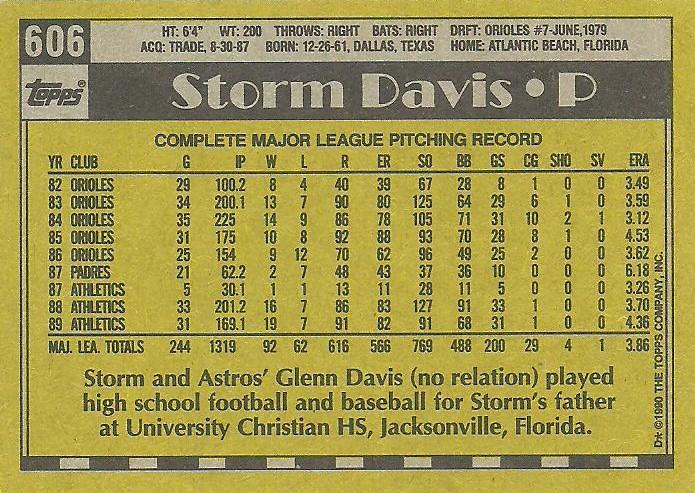 606
HT: 6'4" WT: 200 THROWS: RIGHT BATS: RIGHT DRFT: ORIOLES #7-JUNE,1979
ACQ: TRADE, 8-30-87 BORN: 12-26-61, DALLAS, TEXAS HOME: ATLANTIC BEACH, FLORIDA
TOPPS
Storm Davis • P
COMPLETE MAJOR LEAGUE PITCHING RECORD
YR CLUB G IP W L R ER SO BB GS CG SHO SV ERA
82 ORIOLES 29 100.2 8 4 40 39 67 28 8 1 0 0 3.49
83 ORIOLES 34 200.1 13 7 90 80 125 64 29 6 1 0 3.59
84 ORIOLES 35 225 14 9 86 78 105 71 31 10 2 1 3.12
85 ORIOLES 31 175 10 8 92 88 93 70 28 8 1 0 4.53
86 ORIOLES 25 154 9 12 70 62 96 49 25 2 0 0 3.62
87 PADRES 21 62.2 2 7 48 43 37 36 10 0 0 0 6.18
87 ATHLETICS 5 30.1 1 1 13 11 28 11 5 0 0 0 3.26
88 ATHLETICS 33 201.2 16 7 86 83 127 91 33 1 0 0 3.70
89 ATHLETICS 31 169.1 19 7 91 82 91 68 31 1 0 0 4.36
MAJ. LEA. TOTALS 244 1319 92 62 616 566 769 488 200 29 4 1 3.86
Storm and Astros' Glenn Davis (no relation) played
high school football and baseball for Storm's father
at University Christian HS, Jacksonville, Florida.
D* ©1990 THE TOPPS COMPANY, INC.